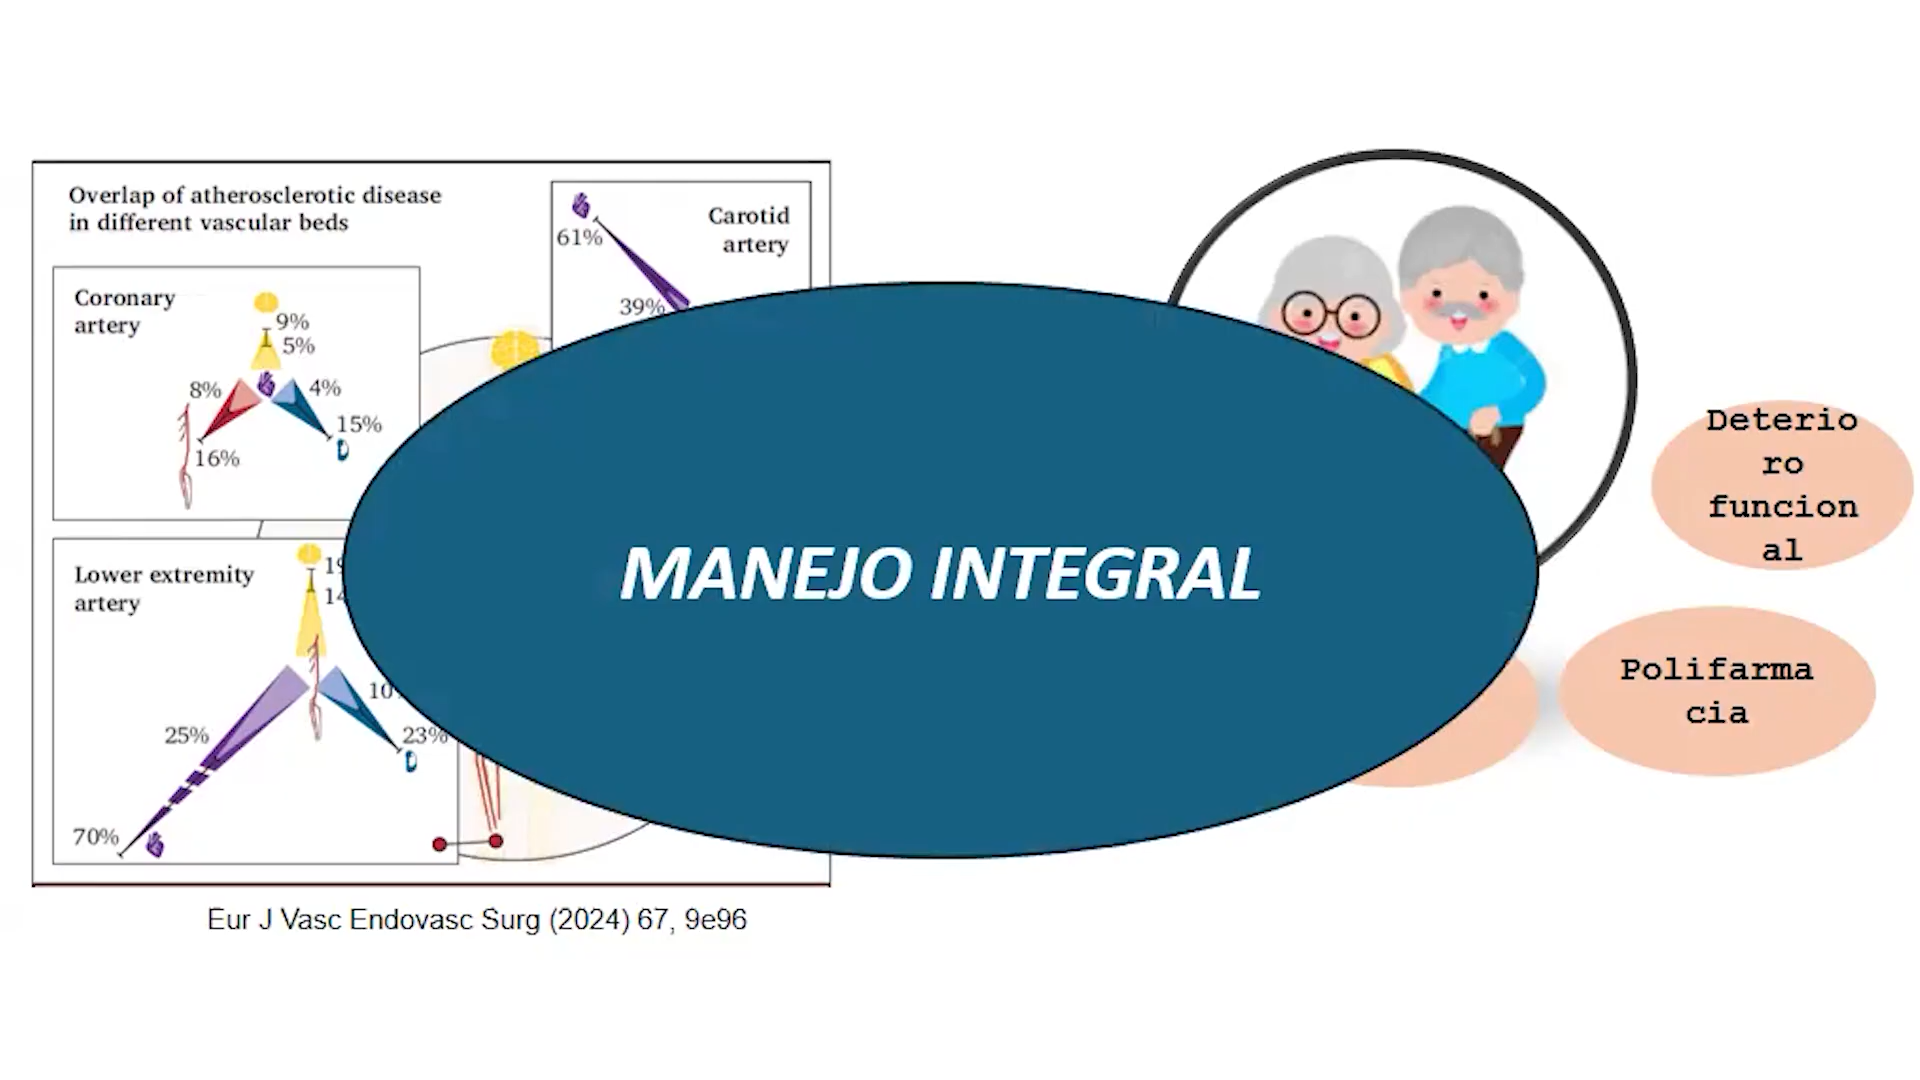 Overlap of atherosclerotic disease
in different vascular beds
Carotid
artery
61%
39%
Coronary
artery
9%
5%
8%
4%
15%
16%
Lower extremity
artery
25%
23%
70%
MANEJO INTEGRAL
Deterio
ro
funcion
al
Polifarma
cia
Eur J Vasc Endovasc Surg (2024) 67, 9e96